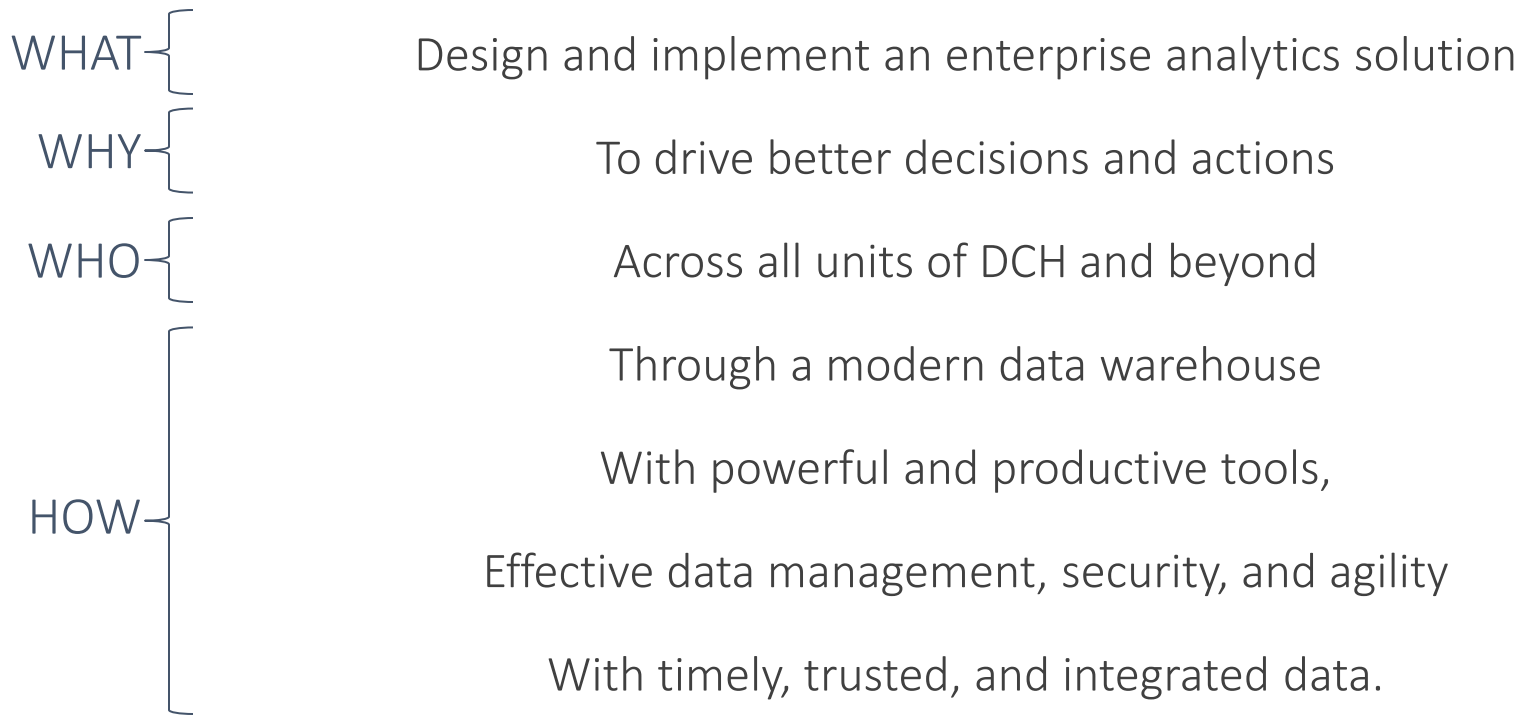 WHAT Design and implement an enterprise analytics solution
WHY To drive better decisions and actions
WHO Across all units of DCH and beyond
Through a modern data warehouse
With powerful and productive tools,
HOW
Effective data management, security, and agility
With timely, trusted, and integrated data.